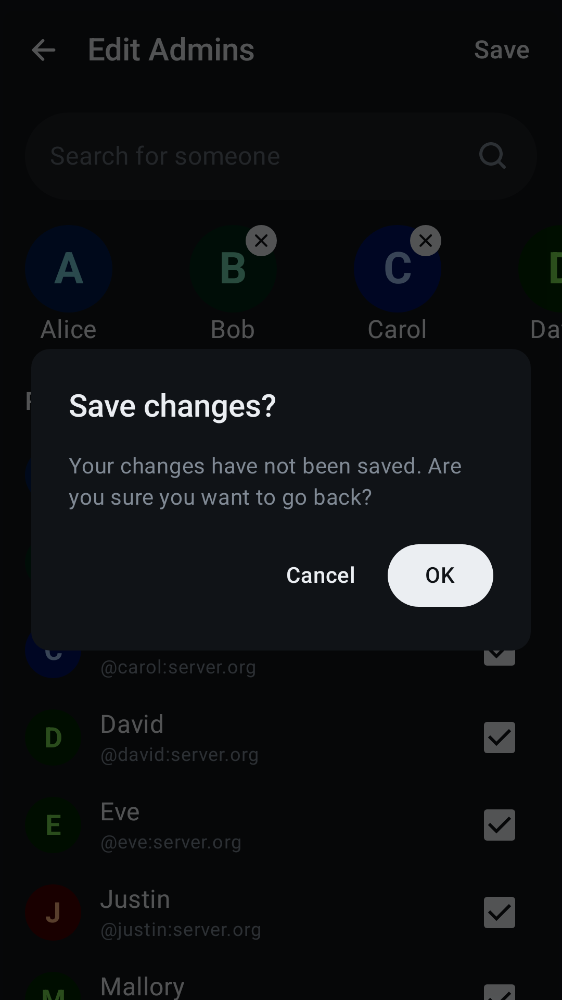 Edit Admins
Save
Search for someone
A
B
C
D
Alice
Bob
Carol
Da
Save changes?
Your changes have not been saved. Are
you sure you want to go back?
Cancel
OK
C
@carol:server.org
D
David
@david:server.org
E
Eve
@eve:server.org
J
Justin
@justin:server.org
M
Mallory